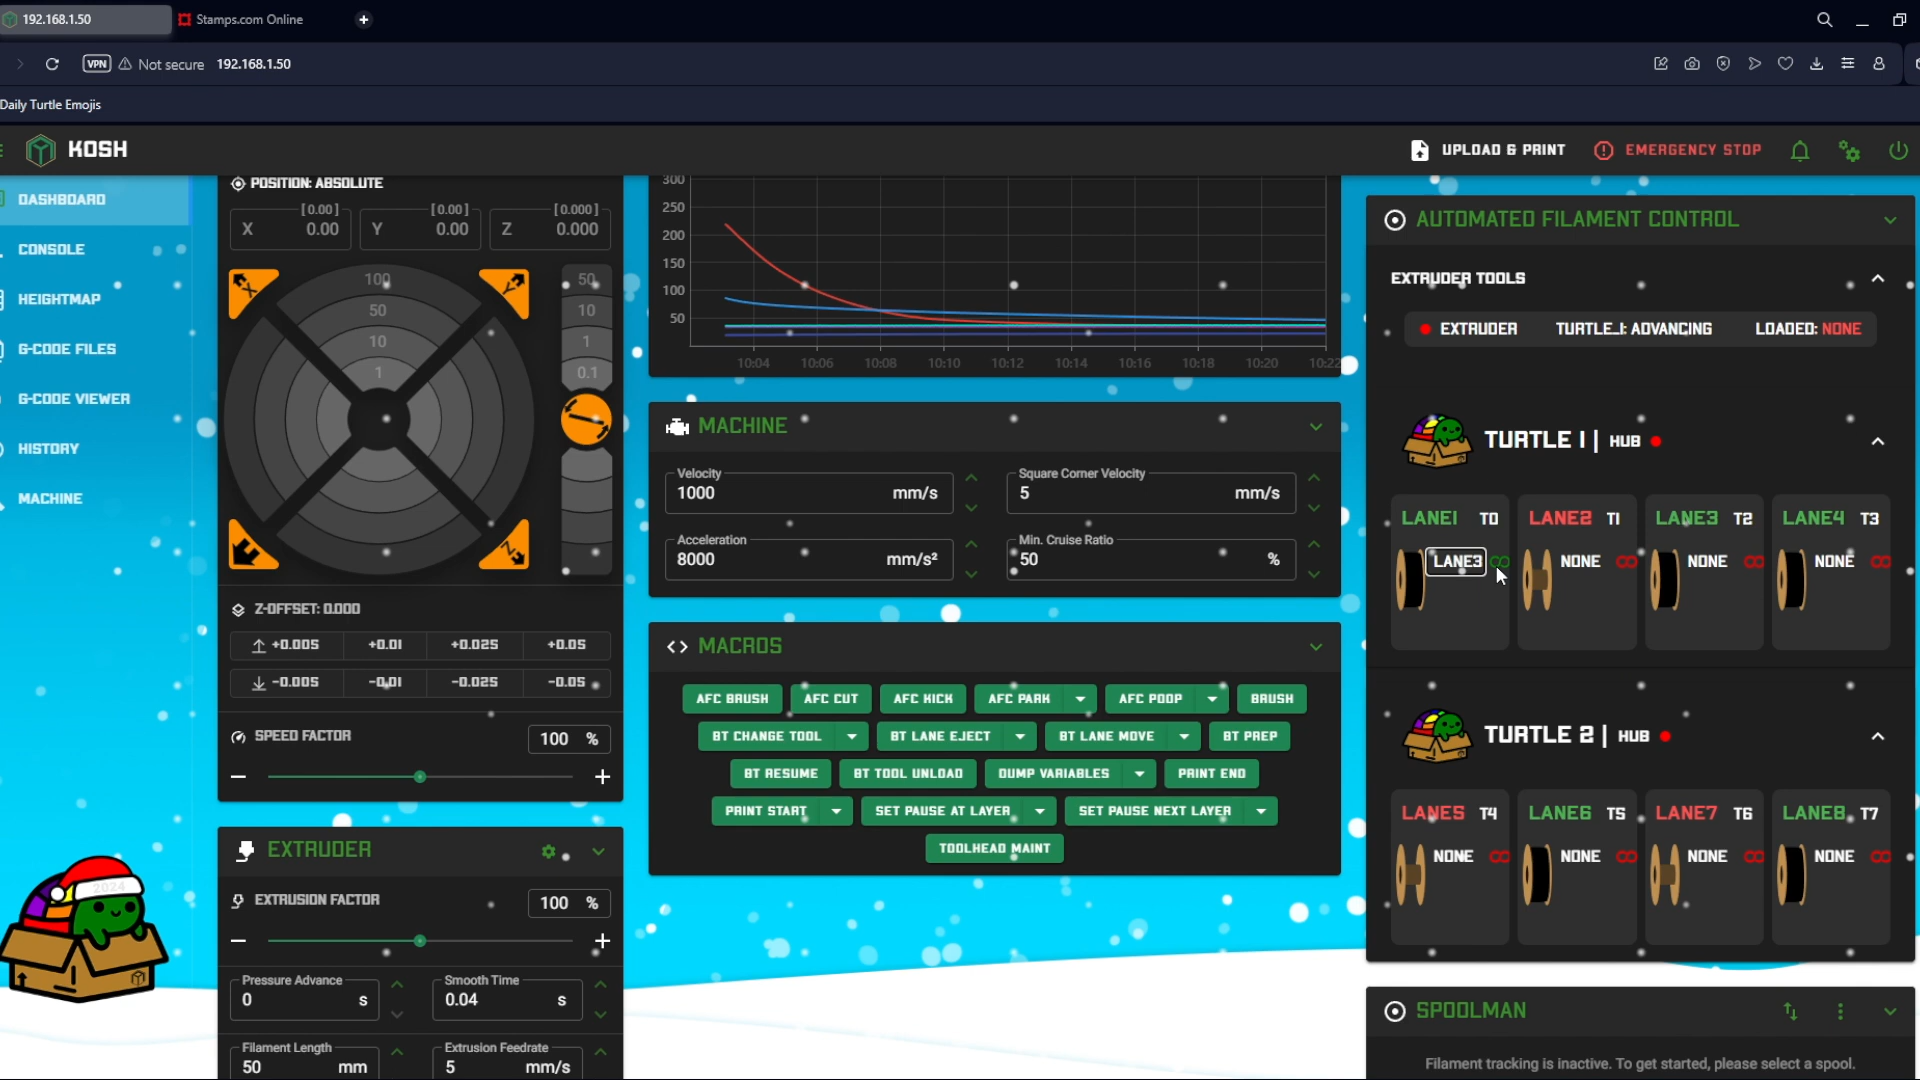 192.168.1.50
Stamps.com Online
VPN Not secure 192.168.1.50
Daily Turtle Emojis
KOSH
UPLOAD & PRINT
EMERGENCY STOP
DASHBOARD
CONSOLE
HEIGHTMAP
G-CODE FILES
G-CODE VIEWER
HISTORY
MACHINE
2024
POSITION: ABSOLUTE
[0.00] [0.00] [0.000]
X 0.00 Y 0.00 Z 0.000
X
Y
Z
100
50
10
1
50
10
1
0.1
Z-OFFSET: 0.000
+0.005 +0.01 +0.025 +0.05
-0.005 -0.01 -0.025 -0.05
SPEED FACTOR 100 %
EXTRUDER
EXTRUSION FACTOR 100 %
Pressure Advance Smooth Time
0 s 0.04 s
Filament Length Extrusion Feedrate
50 mm 5 mm/s
300
250
200
150
100
50
10:04 10:06 10:08 10:10 10:12 10:14 10:16 10:18 10:20 10:22
MACHINE
Velocity Square Corner Velocity
1000 mm/s 5 mm/s
Acceleration Min. Cruise Ratio
8000 mm/s² 50 %
MACROS
AFC BRUSH AFC CUT AFC KICK AFC PARK AFC POOP BRUSH
BT CHANGE TOOL BT LANE EJECT BT LANE MOVE BT PREP
BT RESUME BT TOOL UNLOAD DUMP VARIABLES PRINT END
PRINT START SET PAUSE AT LAYER SET PAUSE NEXT LAYER
TOOLHEAD MAINT
AUTOMATED FILAMENT CONTROL
EXTRUDER TOOLS
EXTRUDER TURTLE_1: ADVANCING LOADED: NONE
TURTLE 1 | HUB
LANE1 T0 LANE2 T1 LANE3 T2 LANE4 T3
LANE3 NONE NONE NONE
TURTLE 2 | HUB
LANE5 T4 LANE6 T5 LANE7 T6 LANE8 T7
NONE NONE NONE NONE
SPOOLMAN
Filament tracking is inactive. To get started, please select a spool.